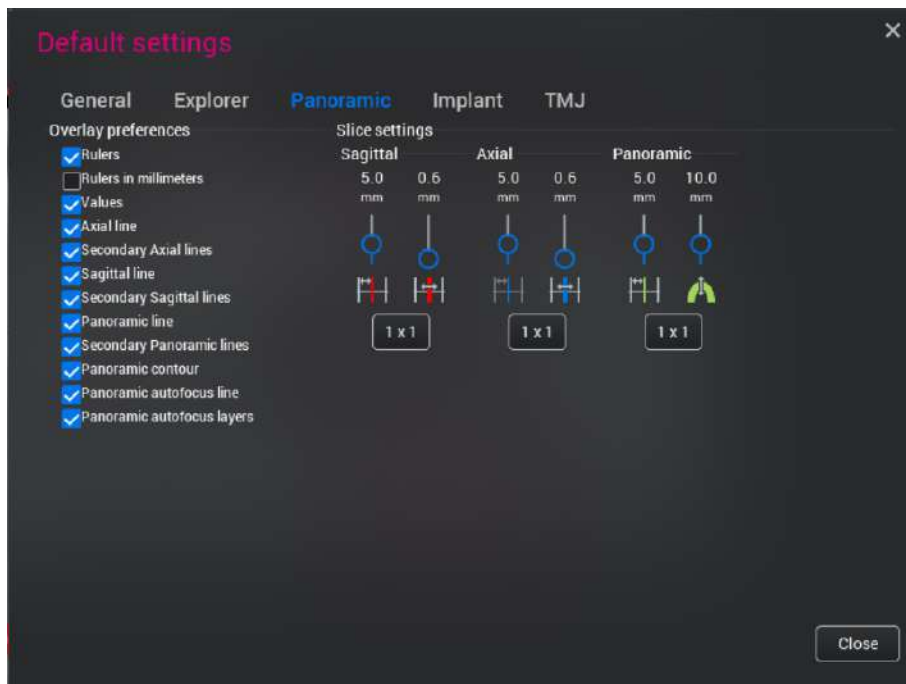 Default settings
General Explorer Panoramic Implant TMJ
Overlay preferences
Rulers
Rulers in millimeters
Values
Axial line
Secondary Axial lines
Sagittal line
Secondary Sagittal lines
Panoramic line
Secondary Panoramic lines
Panoramic contour
Panoramic autofocus line
Panoramic autofocus layers
Slice settings
Sagittal Axial Panoramic
5.0 0.6 5.0 0.6 5.0 10.0
mm mm mm mm mm mm
1 x 1 1 x 1 1 x 1
Close